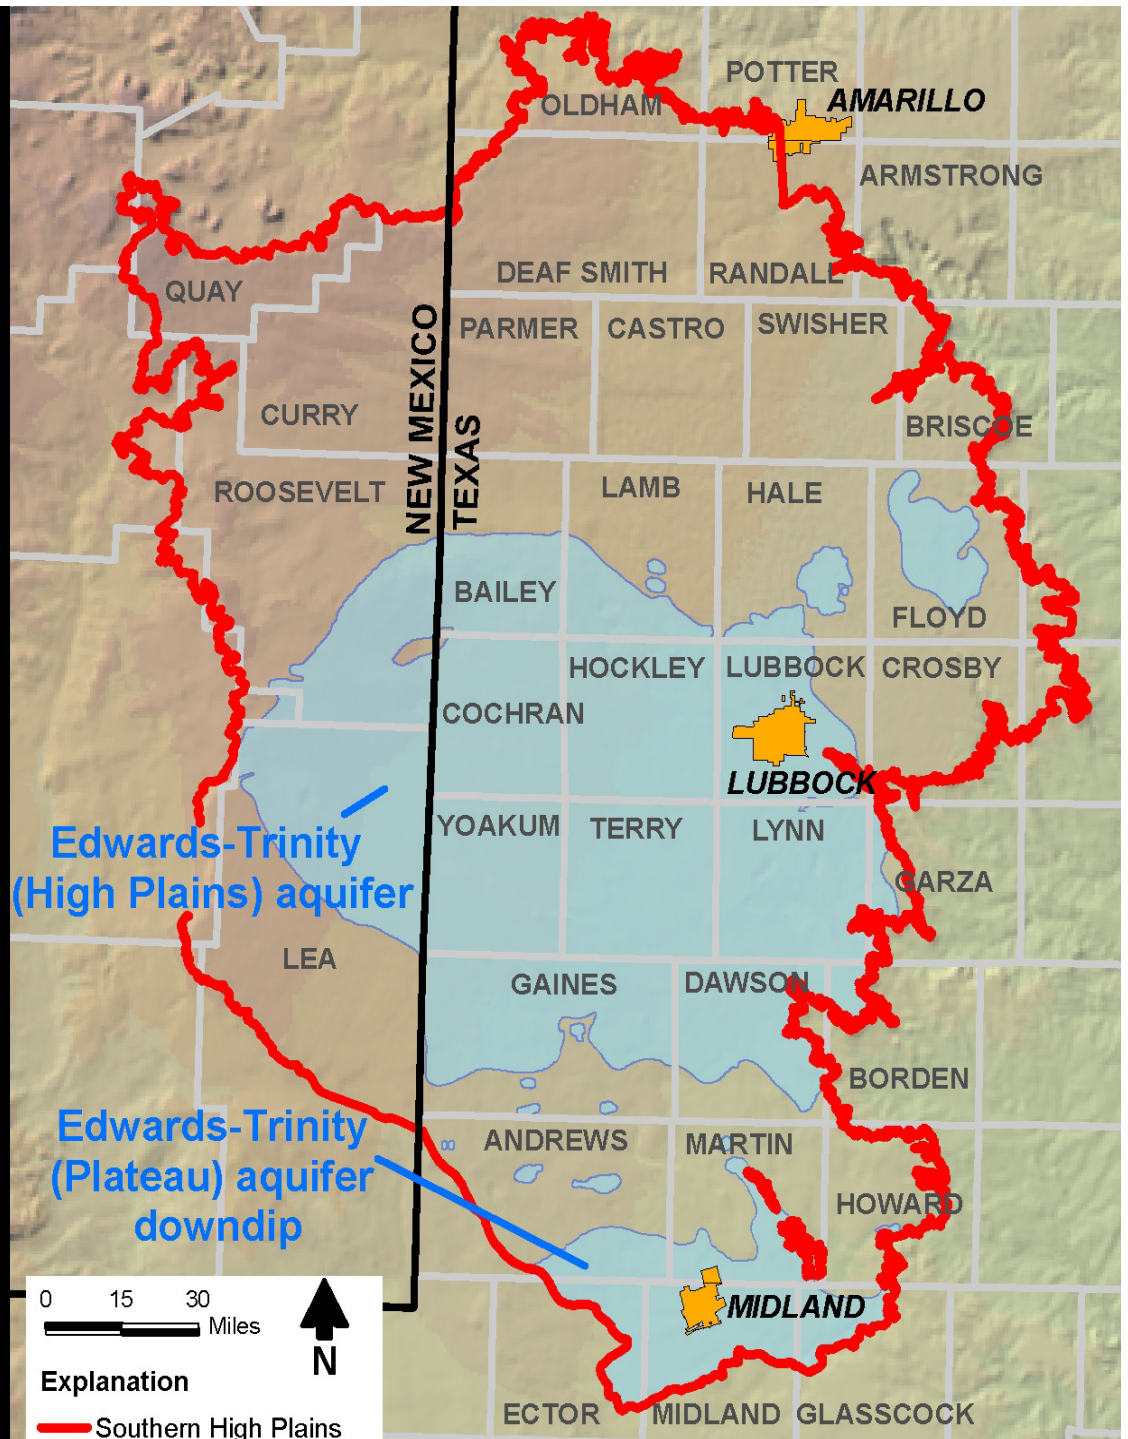 POTTER
AMARILLO
OLDHAM
ARMSTRONG
DEAF SMITH
RANDALL
QUAY
PARMER
CASTRO
SWISHER
NEW MEXICO
TEXAS
CURRY
BRISCOE
ROOSEVELT
LAMB
HALE
BAILEY
FLOYD
HOCKLEY
LUBBOCK
CROSBY
COCHRAN
LUBBOCK
YOAKUM
TERRY
LYNN
Edwards-Trinity
(High Plains) aquifer
GARZA
LEA
GAINES
DAWSON
BORDEN
Edwards-Trinity
(Plateau) aquifer
downdip
ANDREWS
MARTIN
HOWARD
0 15 30
Miles
N
MIDLAND
Explanation
Southern High Plains
ECTOR
MIDLAND
GLASSCOCK